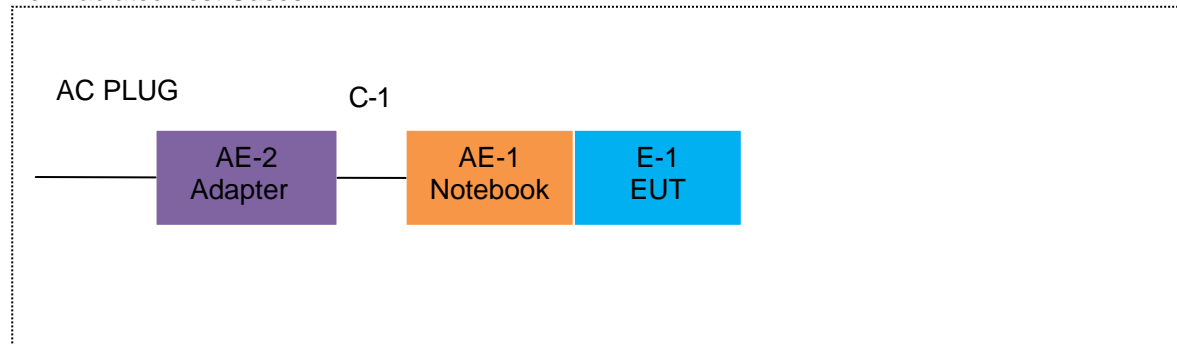 AC PLUG
C-1
AE-2
Adapter
AE-1
Notebook
E-1
EUT